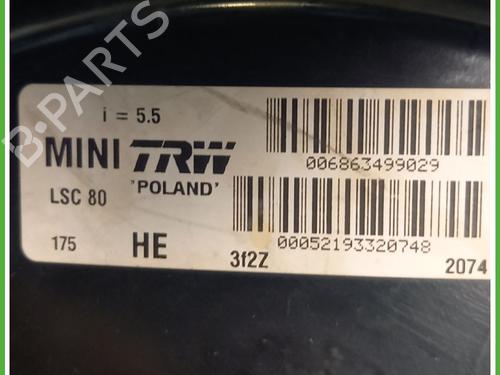 B-PARTS
i = 5.5
MINI TRW
006863499029
LSC 80
"POLAND"
00052193320748
175
HE
3f2Z
2074